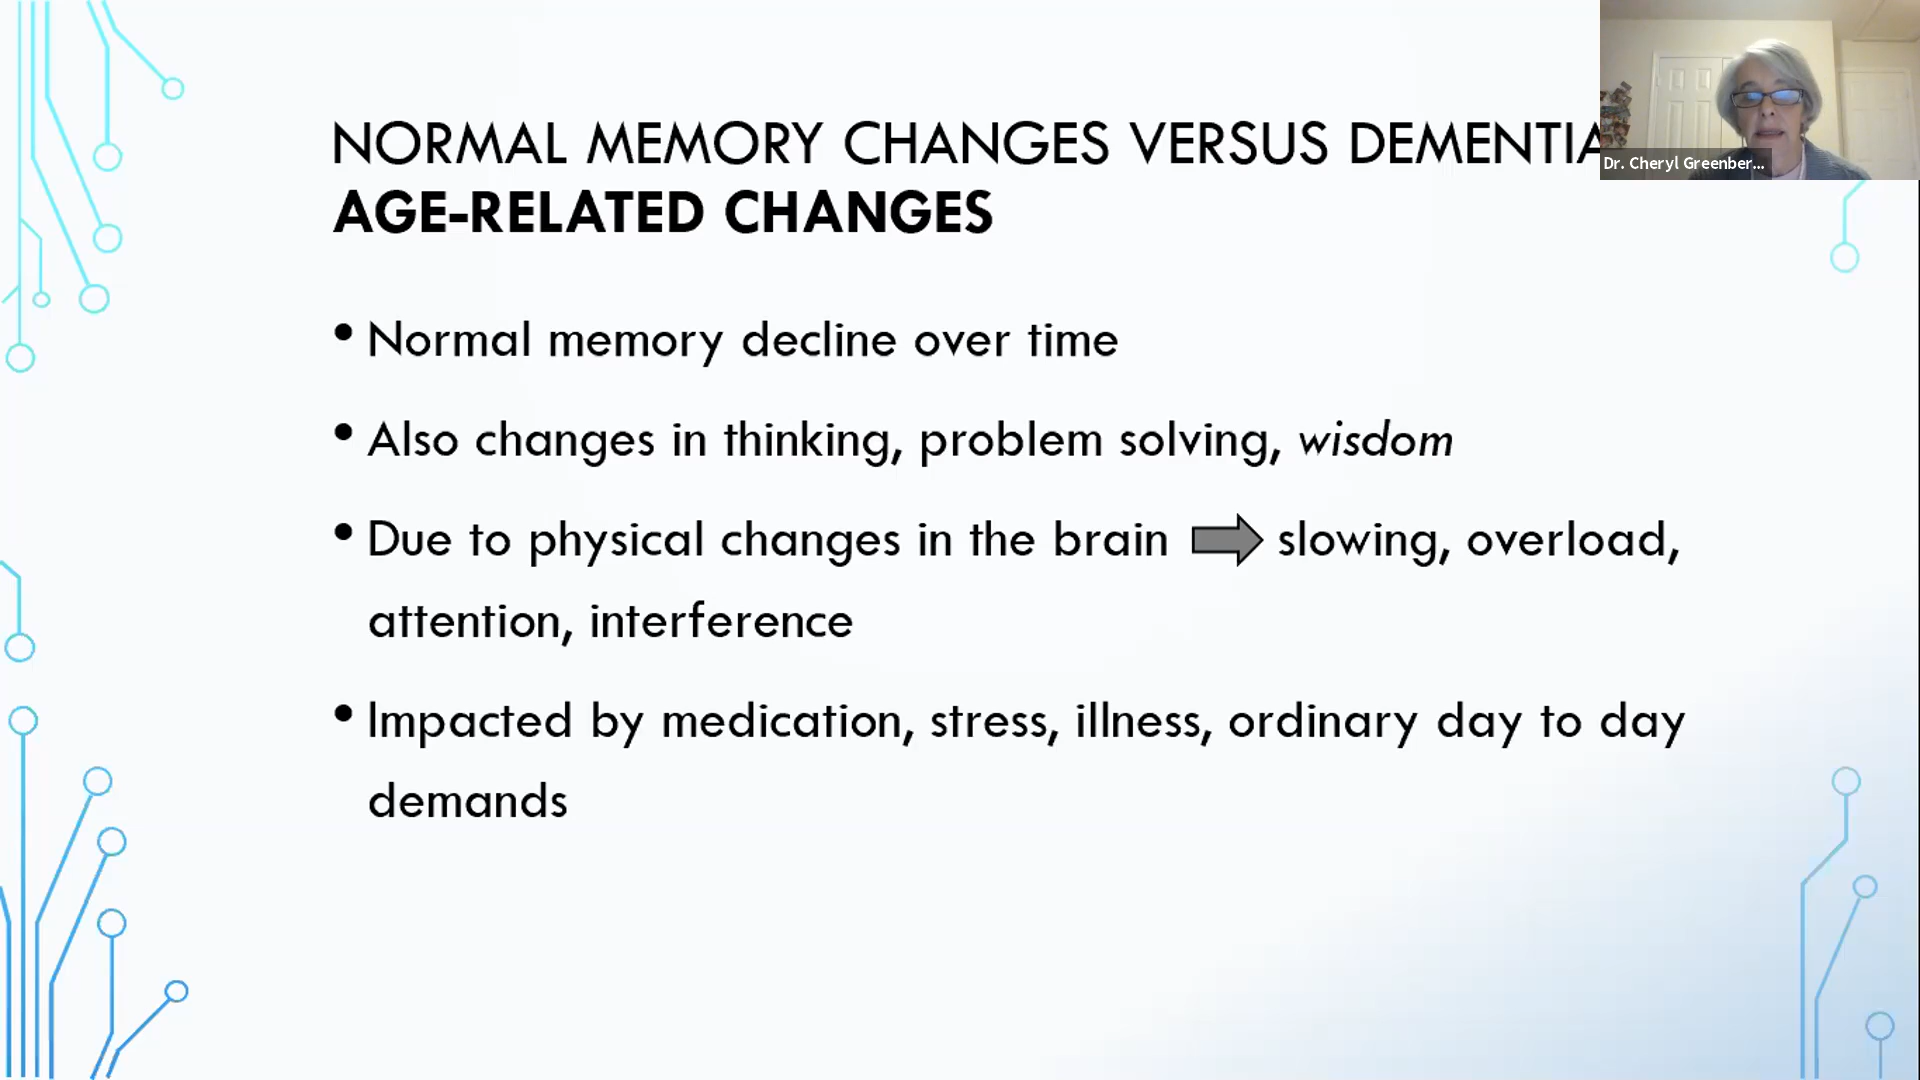 NORMAL MEMORY CHANGES VERSUS DEMENTIA
AGE-RELATED CHANGES
• Normal memory decline over time
• Also changes in thinking, problem solving, wisdom
• Due to physical changes in the brain slowing, overload,
attention, interference
• Impacted by medication, stress, illness, ordinary day to day
demands
Dr. Cheryl Greenber...